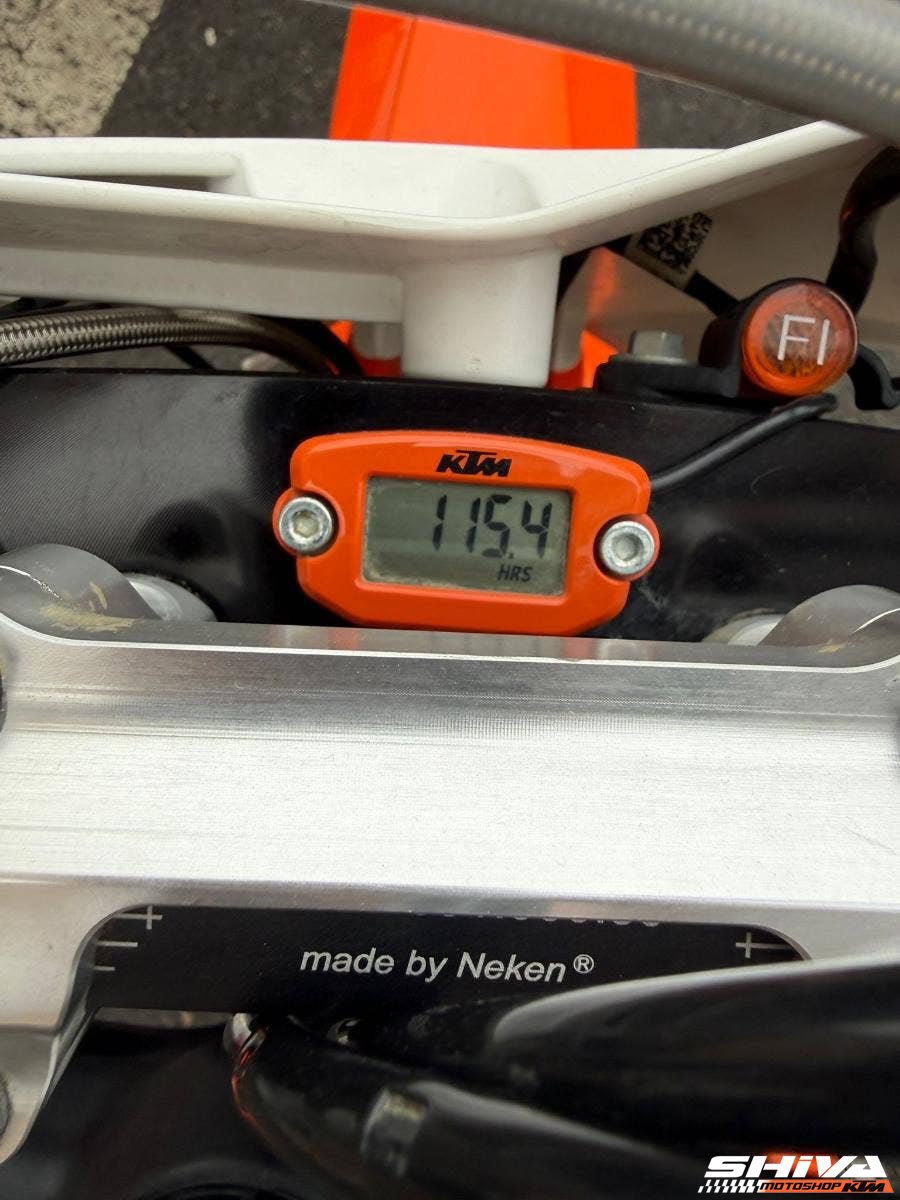 FI
KTM
115.4
HRS
made by Neken®
SHIVA
MOTOSHOP KTM